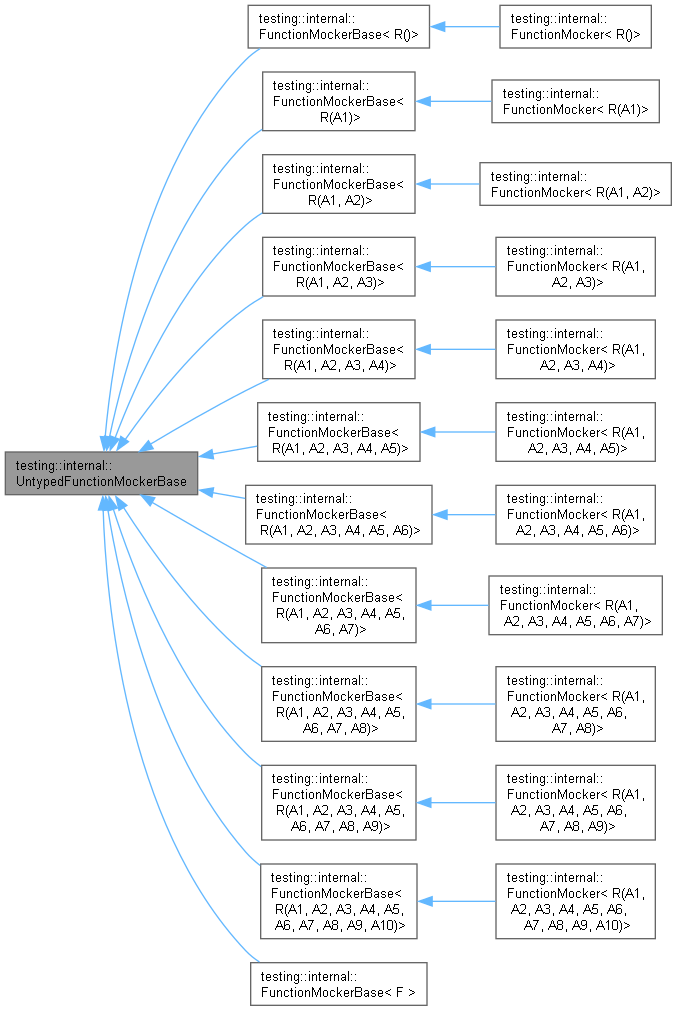 testing::internal::
FunctionMockerBase< R()>
testing::internal::
FunctionMocker< R()>
testing::internal::
FunctionMockerBase<
R(A1)>
testing::internal::
FunctionMocker< R(A1)>
testing::internal::
FunctionMockerBase<
R(A1, A2)>
testing::internal::
FunctionMocker< R(A1, A2)>
testing::internal::
FunctionMockerBase<
R(A1, A2, A3)>
testing::internal::
FunctionMocker< R(A1,
A2, A3)>
testing::internal::
FunctionMockerBase<
R(A1, A2, A3, A4)>
testing::internal::
FunctionMocker< R(A1,
A2, A3, A4)>
testing::internal::
FunctionMockerBase<
R(A1, A2, A3, A4, A5)>
testing::internal::
FunctionMocker< R(A1,
A2, A3, A4, A5)>
testing::internal::
UntypedFunctionMockerBase
testing::internal::
FunctionMockerBase<
R(A1, A2, A3, A4, A5, A6)>
testing::internal::
FunctionMocker< R(A1,
A2, A3, A4, A5, A6)>
testing::internal::
FunctionMockerBase<
R(A1, A2, A3, A4, A5,
A6, A7)>
testing::internal::
FunctionMocker< R(A1,
A2, A3, A4, A5, A6, A7)>
testing::internal::
FunctionMockerBase<
R(A1, A2, A3, A4, A5,
A6, A7, A8)>
testing::internal::
FunctionMocker< R(A1,
A2, A3, A4, A5, A6,
A7, A8)>
testing::internal::
FunctionMockerBase<
R(A1, A2, A3, A4, A5,
A6, A7, A8, A9)>
testing::internal::
FunctionMocker< R(A1,
A2, A3, A4, A5, A6,
A7, A8, A9)>
testing::internal::
FunctionMockerBase<
R(A1, A2, A3, A4, A5,
A6, A7, A8, A9, A10)>
testing::internal::
FunctionMocker< R(A1,
A2, A3, A4, A5, A6,
A7, A8, A9, A10)>
testing::internal::
FunctionMockerBase< F >